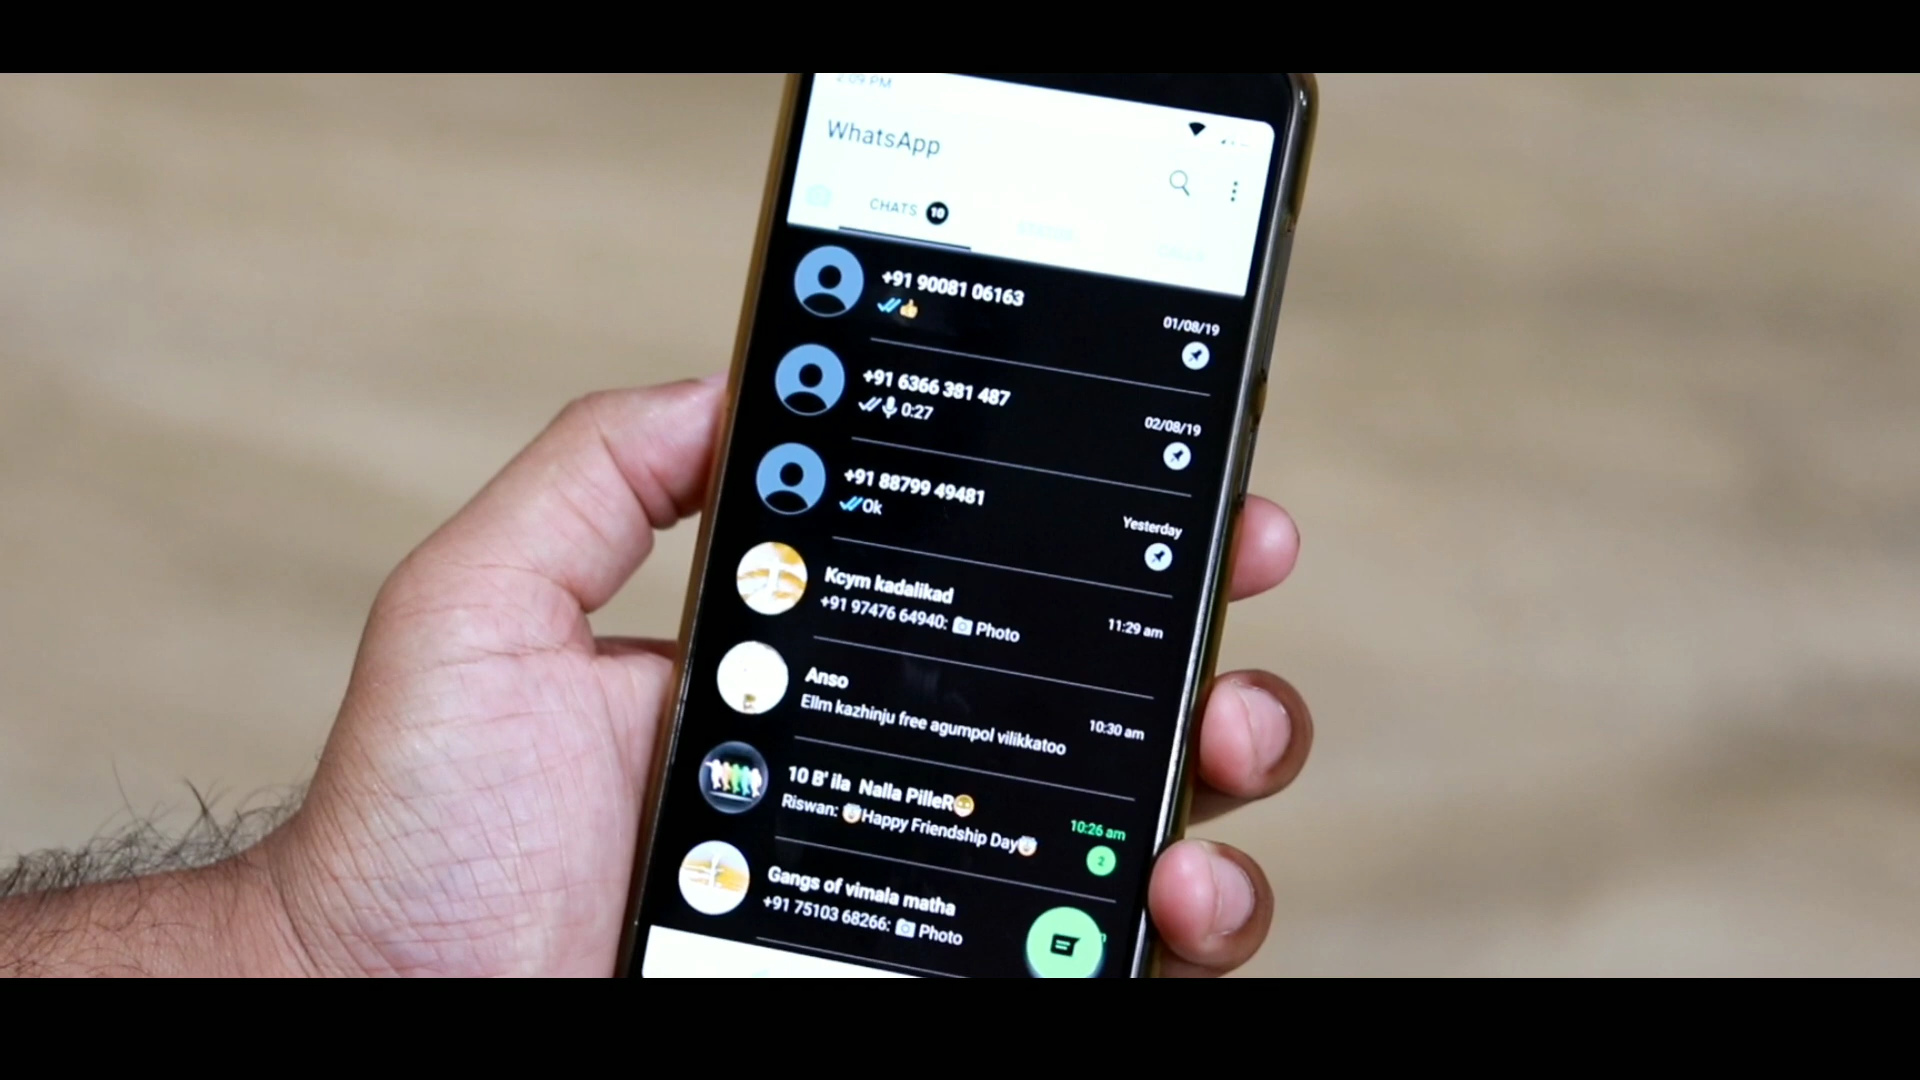 2:09 PM
WhatsApp
CHATS 10
+91 90081 06163
👍
01/08/19
+91 6366 381 487
0:27
02/08/19
+91 88799 49481
Ok
Yesterday
Kcym kadalikad
+91 97476 64940: 📷 Photo
11:29 am
Anso
Ellm kazhinju free agumpol vilikkatoo
10:30 am
10 B' ila Nalla PilleR
Riswan: Happy Friendship Day
10:26 am
2
Gangs of vimala matha
+91 75103 68266: 📷 Photo